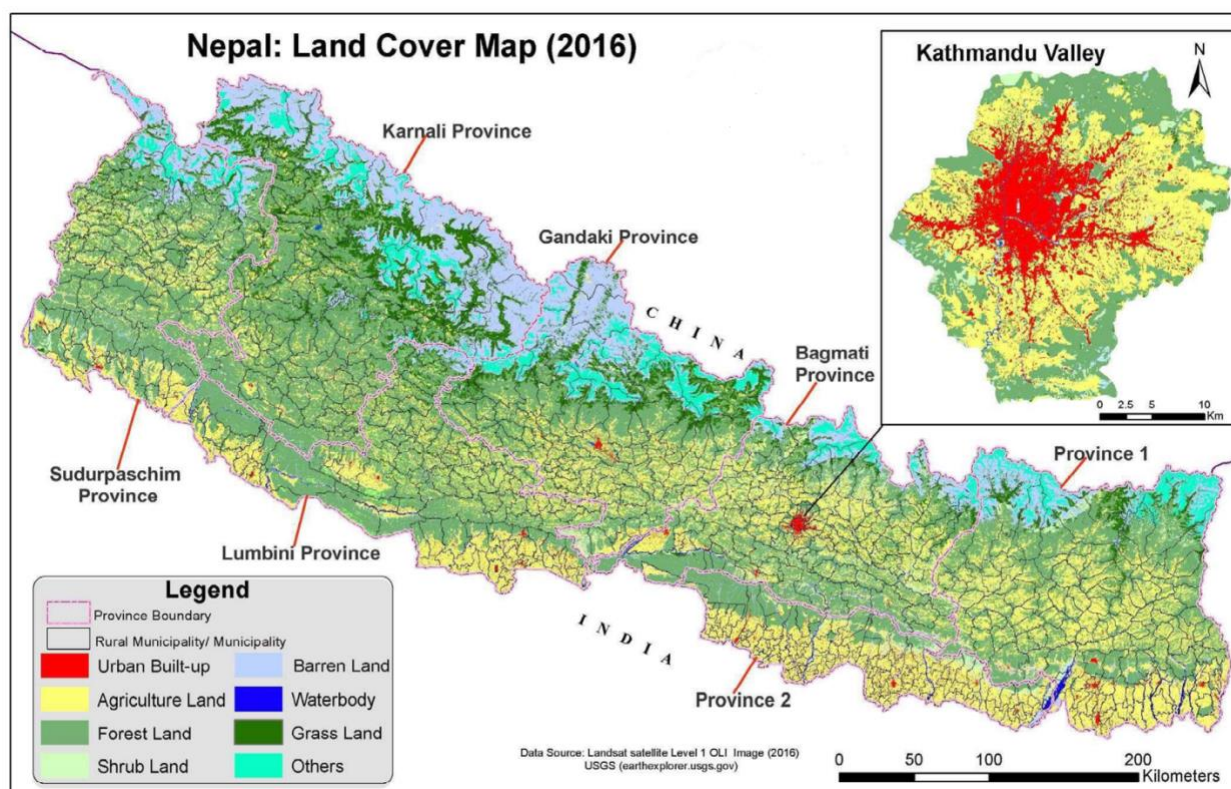 Nepal: Land Cover Map (2016)
Kathmandu Valley
N
0 2.5 5 10
Km
Karnali Province
Gandaki Province
CHINA
Bagmati
Province
Province 1
Sudurpaschim
Province
Lumbini Province
INDIA
Province 2
Legend
Province Boundary
Rural Municipality/ Municipality
Urban Built-up
Barren Land
Agriculture Land
Waterbody
Forest Land
Grass Land
Shrub Land
Others
Data Source: Landsat satellite Level 1 OLI Image (2016)
USGS (earthexplorer.usgs.gov)
0 50 100 200
Kilometers